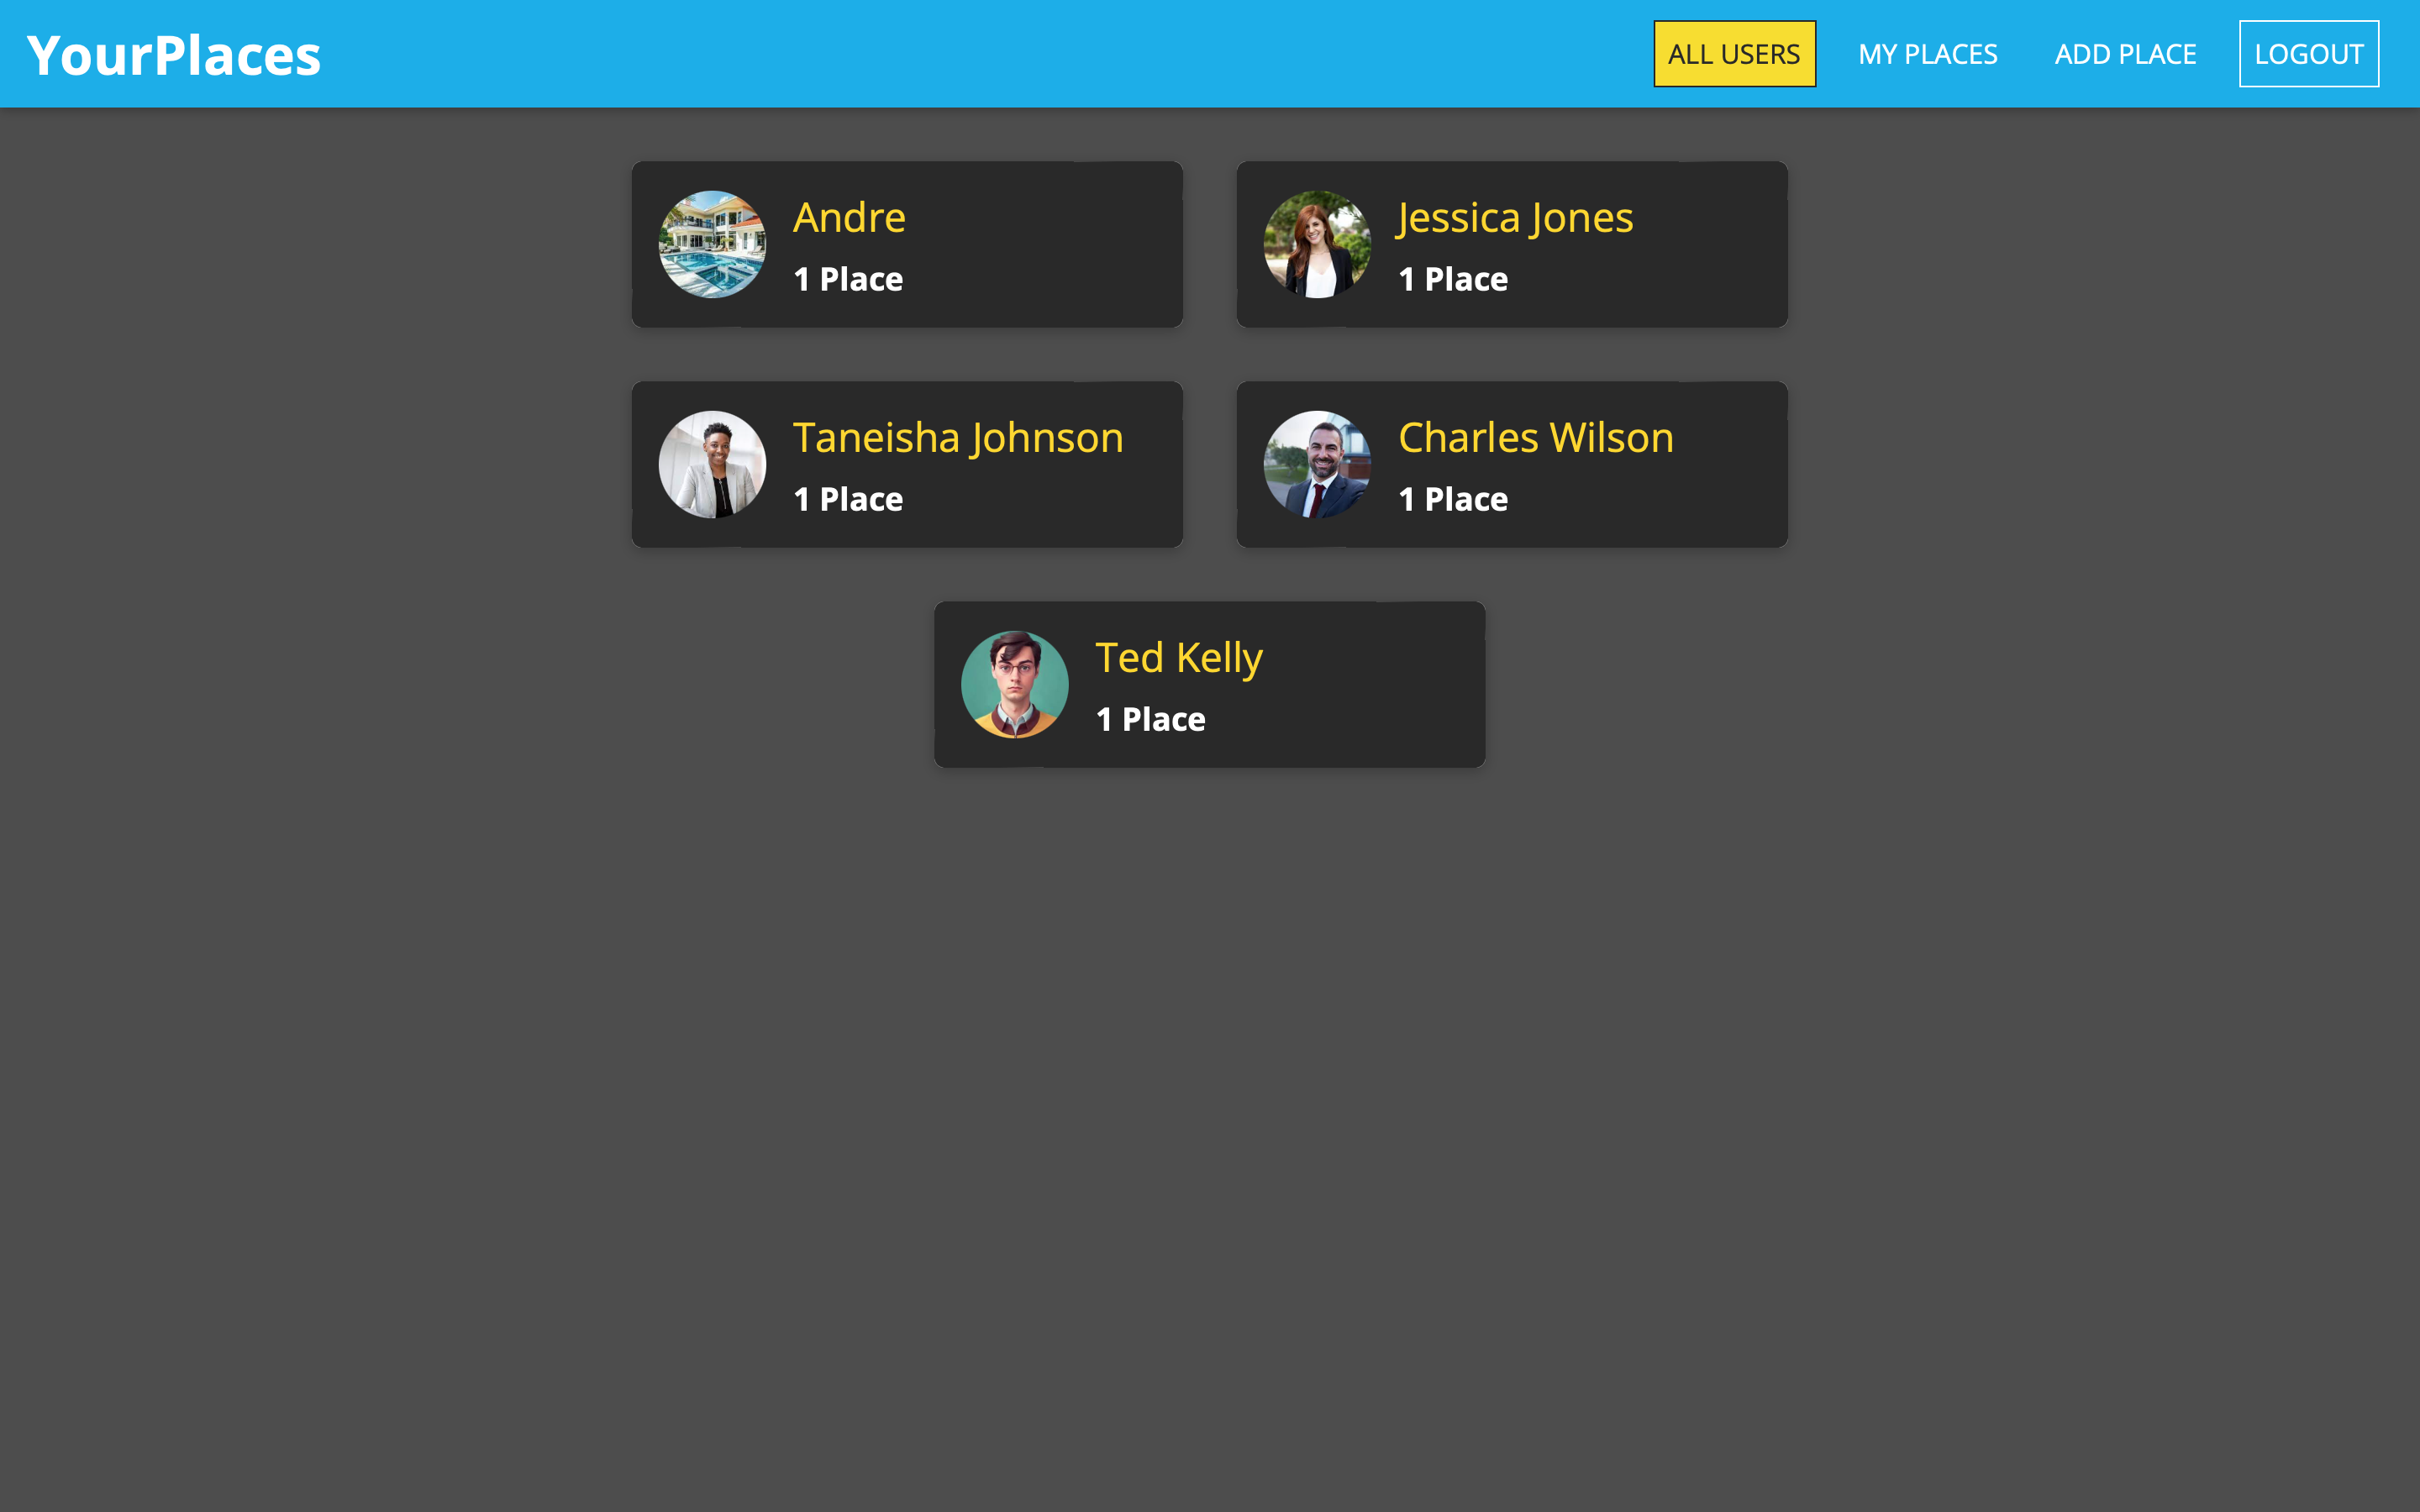 YourPlaces
ALL USERS
MY PLACES
ADD PLACE
LOGOUT
Andre
1 Place
Jessica Jones
1 Place
Taneisha Johnson
1 Place
Charles Wilson
1 Place
Ted Kelly
1 Place